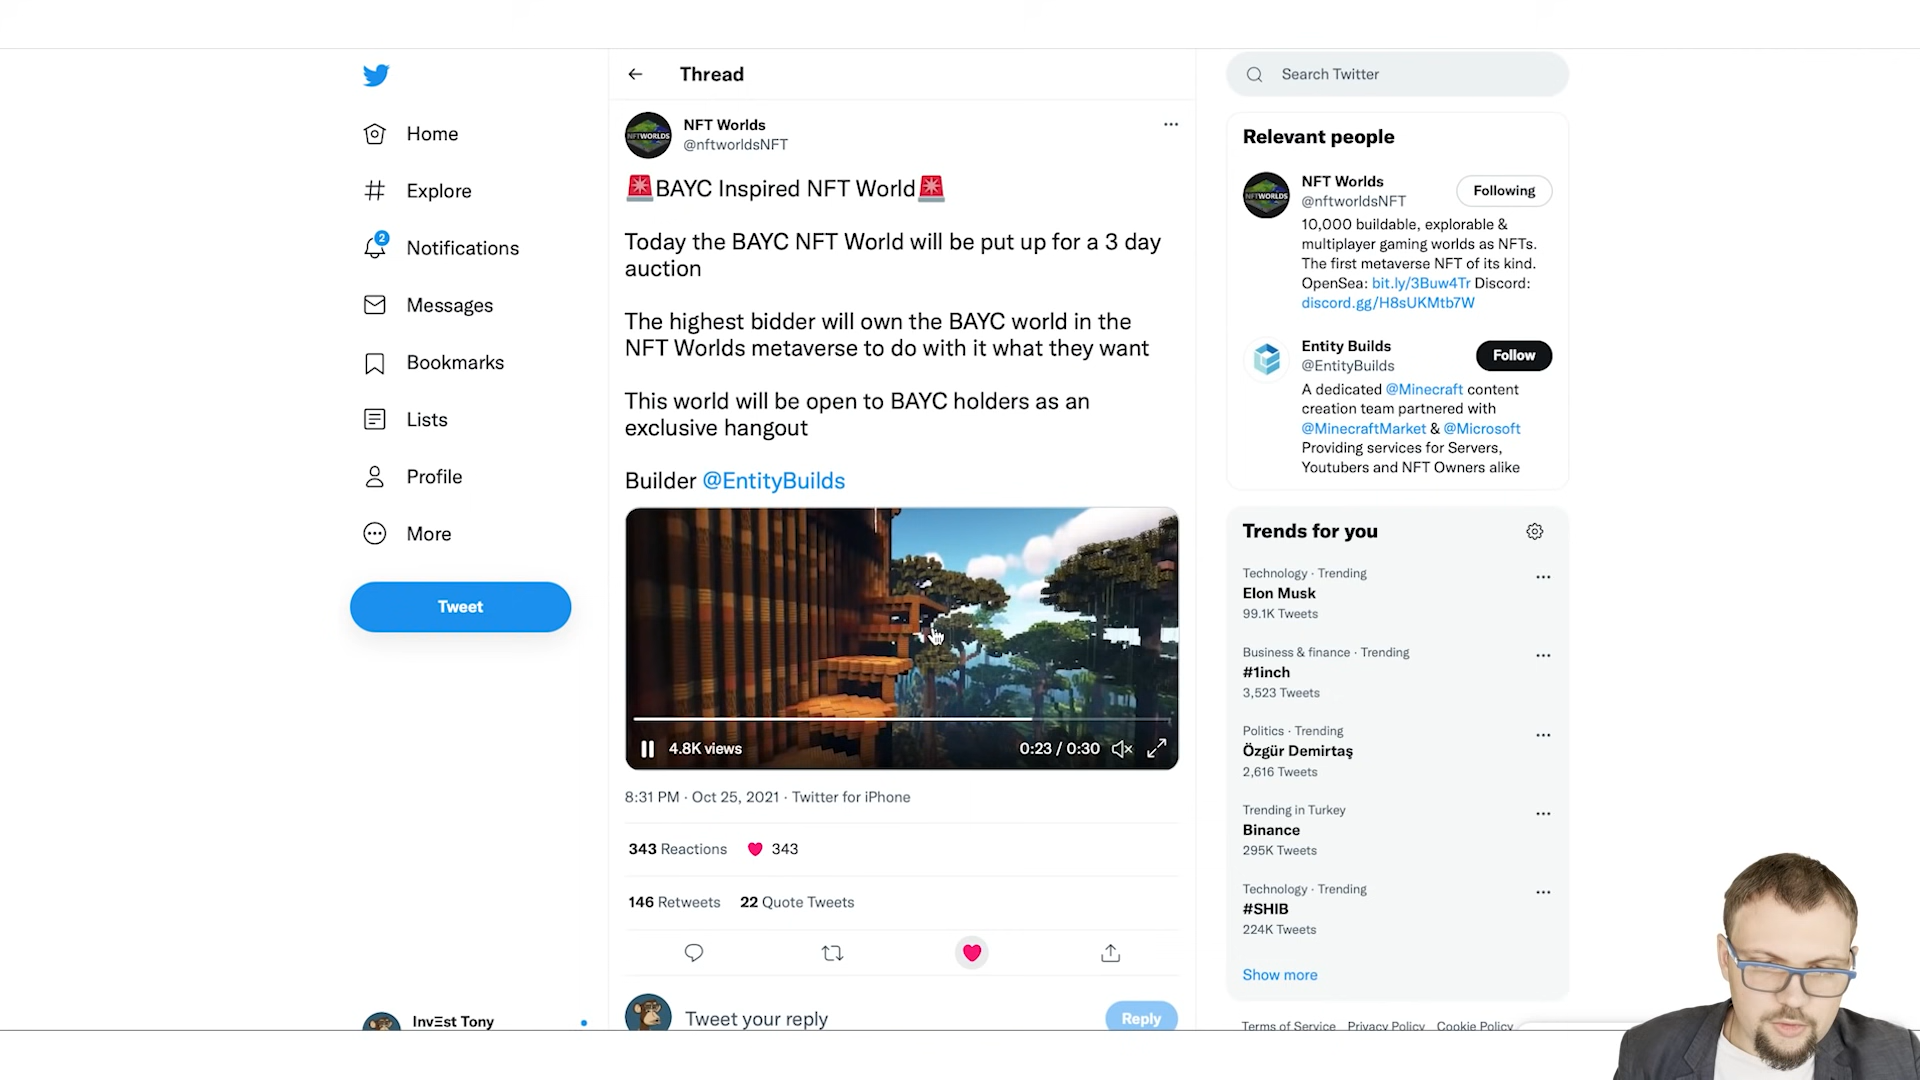 Thread
Search Twitter
Home
Explore
2
Notifications
Messages
Bookmarks
Lists
Profile
More
Tweet
InvΞst Tony
NFTWORLDS
NFT Worlds
@nftworldsNFT
🚨BAYC Inspired NFT World🚨
Today the BAYC NFT World will be put up for a 3 day
auction
The highest bidder will own the BAYC world in the
NFT Worlds metaverse to do with it what they want
This world will be open to BAYC holders as an
exclusive hangout
Builder @EntityBuilds
4.8K views
0:23 / 0:30
8:31 PM · Oct 25, 2021 · Twitter for iPhone
343 Reactions 343
146 Retweets 22 Quote Tweets
Tweet your reply
Reply
Relevant people
NFTWORLDS
NFT Worlds
@nftworldsNFT
Following
10,000 buildable, explorable &
multiplayer gaming worlds as NFTs.
The first metaverse NFT of its kind.
OpenSea: bit.ly/3Buw4Tr Discord:
discord.gg/H8sUKMtb7W
Entity Builds
@EntityBuilds
Follow
A dedicated @Minecraft content
creation team partnered with
@MinecraftMarket & @Microsoft
Providing services for Servers,
Youtubers and NFT Owners alike
Trends for you
Technology · Trending
Elon Musk
99.1K Tweets
Business & finance · Trending
#1inch
3,523 Tweets
Politics · Trending
Özgür Demirtaş
2,616 Tweets
Trending in Turkey
Binance
295K Tweets
Technology · Trending
#SHIB
224K Tweets
Show more
Terms of Service Privacy Policy Cookie Policy